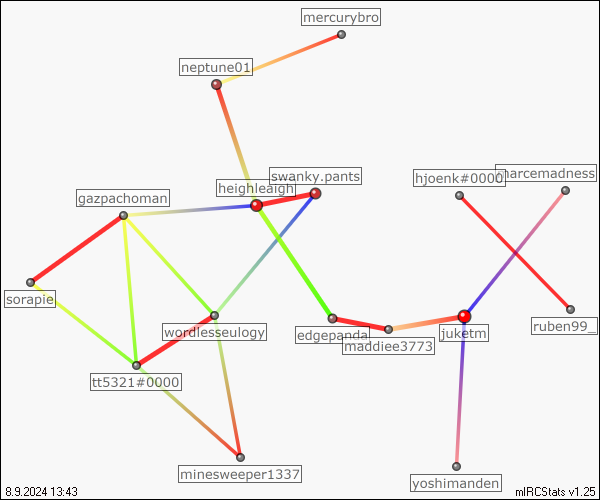 mercurybro
neptune01
swanky.pants
hjoenk#0000
marcemadness
heighleaigh
gazpachoman
sorapie
wordlesseulogy
edgepanda
maddiee3773
juketm
ruben99_
tt5321#0000
minesweeper1337
yoshimanden
8.9.2024 13:43
mIRCStats v1.25